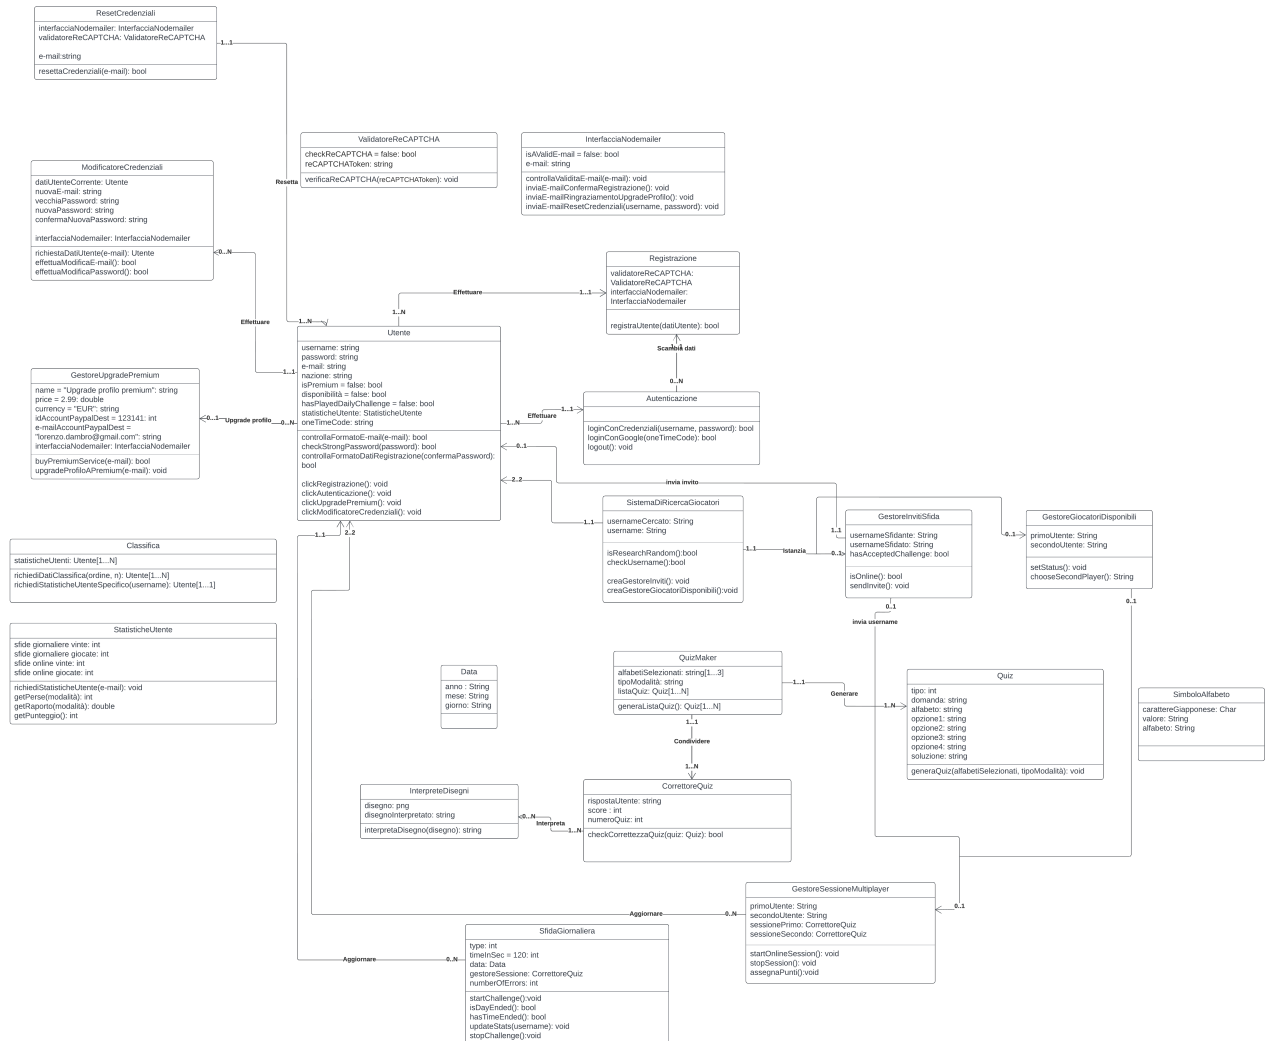 ResetCredenziali
interfacciaNodemailer: InterfacciaNodemailer
validatoreReCAPTCHA: ValidatoreReCAPTCHA
e-mail:string
resettaCredenziali(e-mail): bool
1...1
Resetta
1...N
ValidatoreReCAPTCHA
checkReCAPTCHA = false: bool
reCAPTCHAToken: string
verificaReCAPTCHA(reCAPTCHAToken): void
InterfacciaNodemailer
isAValidE-mail = false: bool
e-mail: string
controllaValiditaE-mail(e-mail): void
inviaE-mailConfermaRegistrazione(): void
inviaE-mailRingraziamentoUpgradeProfilo(): void
inviaE-mailResetCredenziali(username, password): void
ModificatoreCredenziali
datiUtenteCorrente: Utente
nuovaE-mail: string
vecchiaPassword: string
nuovaPassword: string
confermaNuovaPassword: string
interfacciaNodemailer: InterfacciaNodemailer
richiestaDatiUtente(e-mail): Utente
effettuaModificaE-mail(): bool
effettuaModificaPassword(): bool
0...N
Effettuare
1...1
Registrazione
validatoreReCAPTCHA:
ValidatoreReCAPTCHA
interfacciaNodemailer:
InterfacciaNodemailer
registraUtente(datiUtente): bool
Effettuare
1...1
1...N
Scambia dati
0...N
Utente
username: string
password: string
e-mail: string
nazione: string
isPremium = false: bool
disponibilità = false: bool
hasPlayedDailyChallenge = false: bool
statisticheUtente: StatisticheUtente
oneTimeCode: string
controllaFormatoE-mail(e-mail): bool
checkStrongPassword(password): bool
controllaFormatoDatiRegistrazione(confermaPassword):
bool
clickRegistrazione(): void
clickAutenticazione(): void
clickUpgradePremium(): void
clickModificatoreCredenziali(): void
GestoreUpgradePremium
name = "Upgrade profilo premium": string
price = 2.99: double
currency = "EUR": string
idAccountPaypalDest = 123141: int
e-mailAccountPaypalDest =
"lorenzo.dambro@gmail.com": string
interfacciaNodemailer: InterfacciaNodemailer
buyPremiumService(e-mail): bool
upgradeProfiloAPremium(e-mail): void
0...1
Upgrade profilo
0...N
Autenticazione
loginConCredenziali(username, password): bool
loginConGoogle(oneTimeCode): bool
logout(): void
1...N
Effettuare
1...1
0..1
invia invito
1..1
2..2
1..1
SistemaDiRicercaGiocatori
usernameCercato: String
username: String
isResearchRandom():bool
checkUsername():bool
creaGestoreInviti(): void
creaGestoreGiocatoriDisponibili():void
1..1
Istanzia
0..1
0..1
GestoreInvitiSfida
usernameSfidante: String
usernameSfidato: String
hasAcceptedChallenge: bool
isOnline(): bool
sendInvite(): void
GestoreGiocatoriDisponibili
primoUtente: String
secondoUtente: String
setStatus(): void
chooseSecondPlayer(): String
0..1
invia username
0..1
1..1
2..2
Classifica
statisticheUtenti: Utente[1...N]
richiediDatiClassifica(ordine, n): Utente[1...N]
richiediStatisticheUtenteSpecifico(username): Utente[1...1]
StatisticheUtente
sfide giornaliere vinte: int
sfide giornaliere giocate: int
sfide online vinte: int
sfide online giocate: int
richiediStatisticheUtente(e-mail): void
getPerse(modalità): int
getRaporto(modalità): double
getPunteggio(): int
Data
anno : String
mese: String
giorno: String
QuizMaker
alfabetiSelezionati: string[1...3]
tipoModalità: string
listaQuiz: Quiz[1...N]
generaListaQuiz(): Quiz[1...N]
1...1
Generare
1..N
Quiz
tipo: int
domanda: string
alfabeto: string
opzione1: string
opzione2: string
opzione3: string
opzione4: string
soluzione: string
generaQuiz(alfabetiSelezionati, tipoModalità): void
SimboloAlfabeto
carattereGiapponese: Char
valore: String
alfabeto: String
1...1
Condividere
1...N
InterpreteDisegni
disegno: png
disegnoInterpretato: string
interpretaDisegno(disegno): string
0...N
Interpreta
1...N
CorrettoreQuiz
rispostaUtente: string
score : int
numeroQuiz: int
checkCorrettezzaQuiz(quiz: Quiz): bool
GestoreSessioneMultiplayer
primoUtente: String
secondoUtente: String
sessionePrimo: CorrettoreQuiz
sessioneSecondo: CorrettoreQuiz
startOnlineSession(): void
stopSession(): void
assegnaPunti():void
0..1
Aggiornare
0..N
SfidaGiornaliera
type: int
timeInSec = 120: int
data: Data
gestoreSessione: CorrettoreQuiz
numberOfErrors: int
startChallenge():void
isDayEnded(): bool
hasTimeEnded(): bool
updateStats(username): void
stopChallenge():void
Aggiornare
0..N